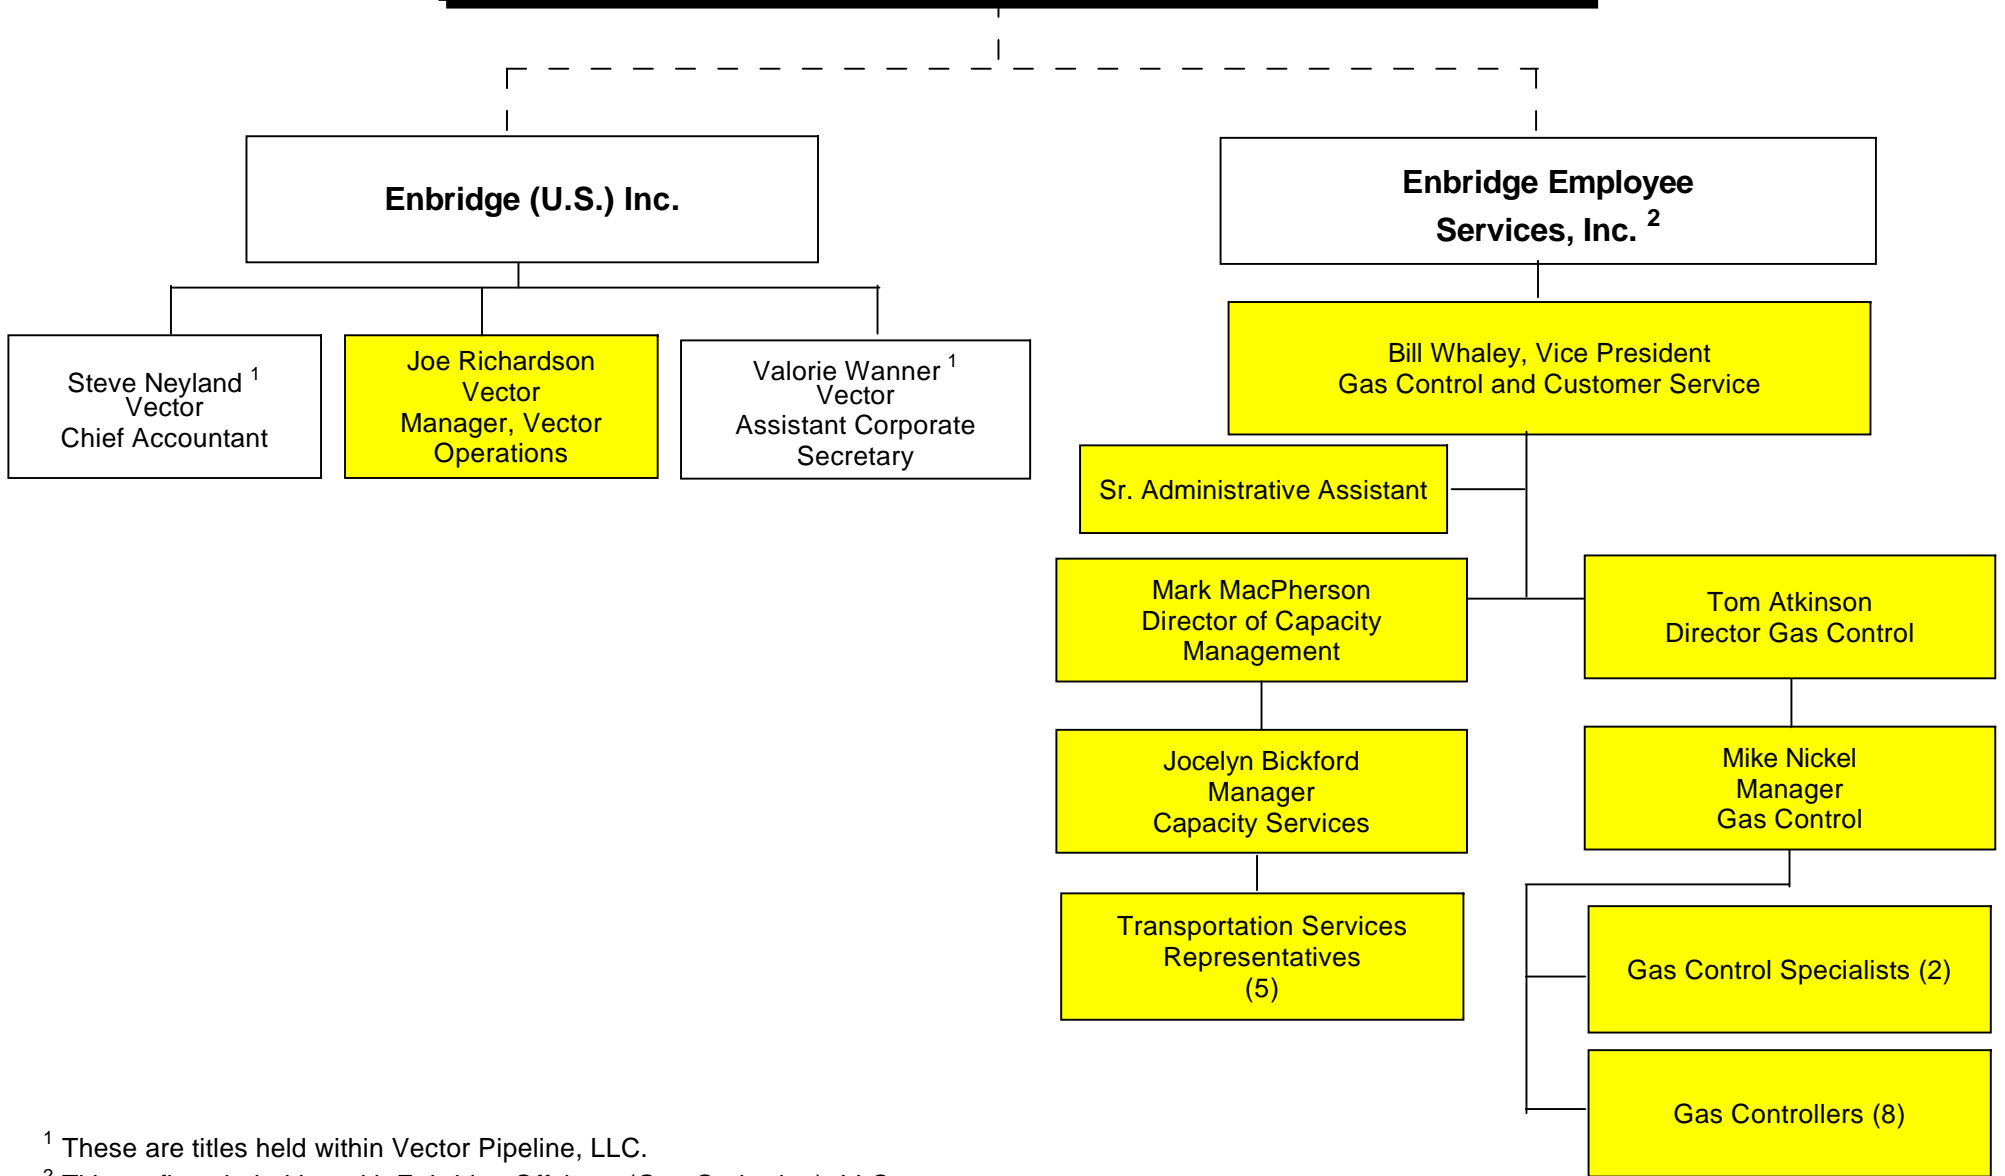 Enbridge (U.S.) Inc.
Enbridge Employee
Services, Inc. 2
Steve Neyland 1
Vector
Chief Accountant
Joe Richardson
Vector
Manager, Vector
Operations
Valorie Wanner 1
Vector
Assistant Corporate
Secretary
Bill Whaley, Vice President
Gas Control and Customer Service
Sr. Administrative Assistant
Mark MacPherson
Director of Capacity
Management
Tom Atkinson
Director Gas Control
Jocelyn Bickford
Manager
Capacity Services
Mike Nickel
Manager
Gas Control
Transportation Services
Representatives
(5)
Gas Control Specialists (2)
Gas Controllers (8)
1 These are titles held within Vector Pipeline, LLC.
2